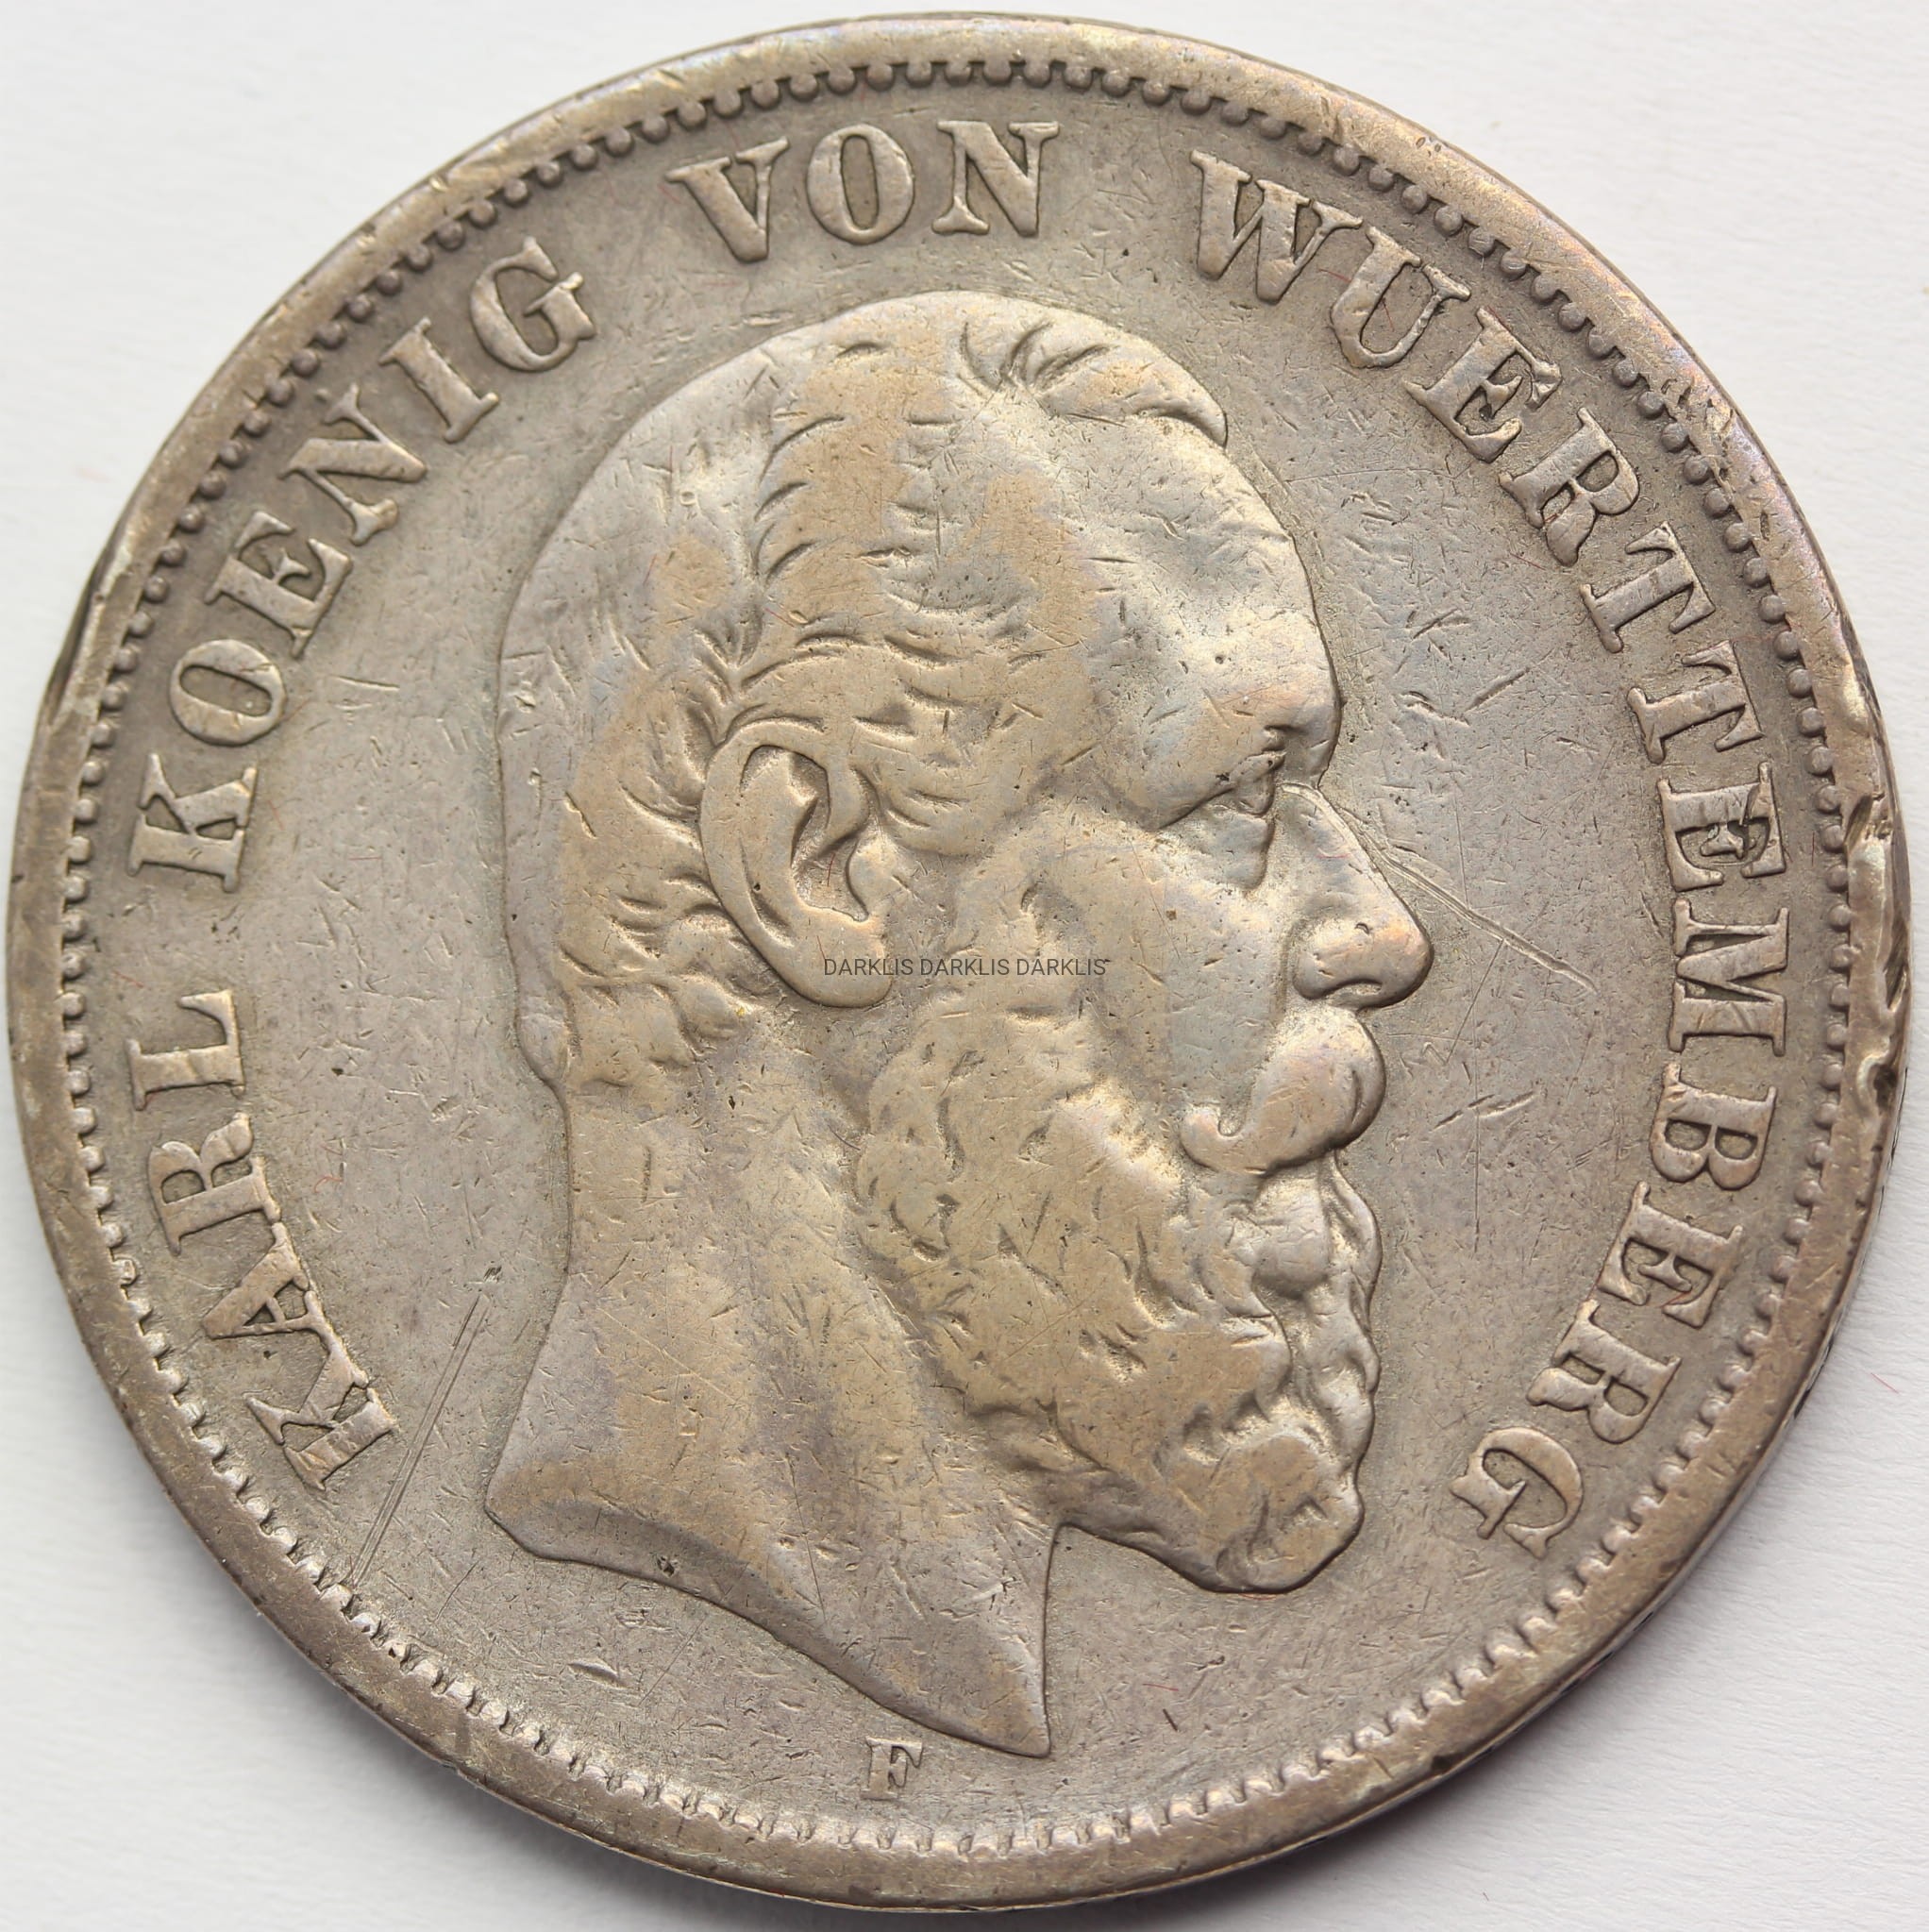 KARL KOENIG VON WUERTTEMBERG
DARKLIS DARKLIS DARKLIS
F